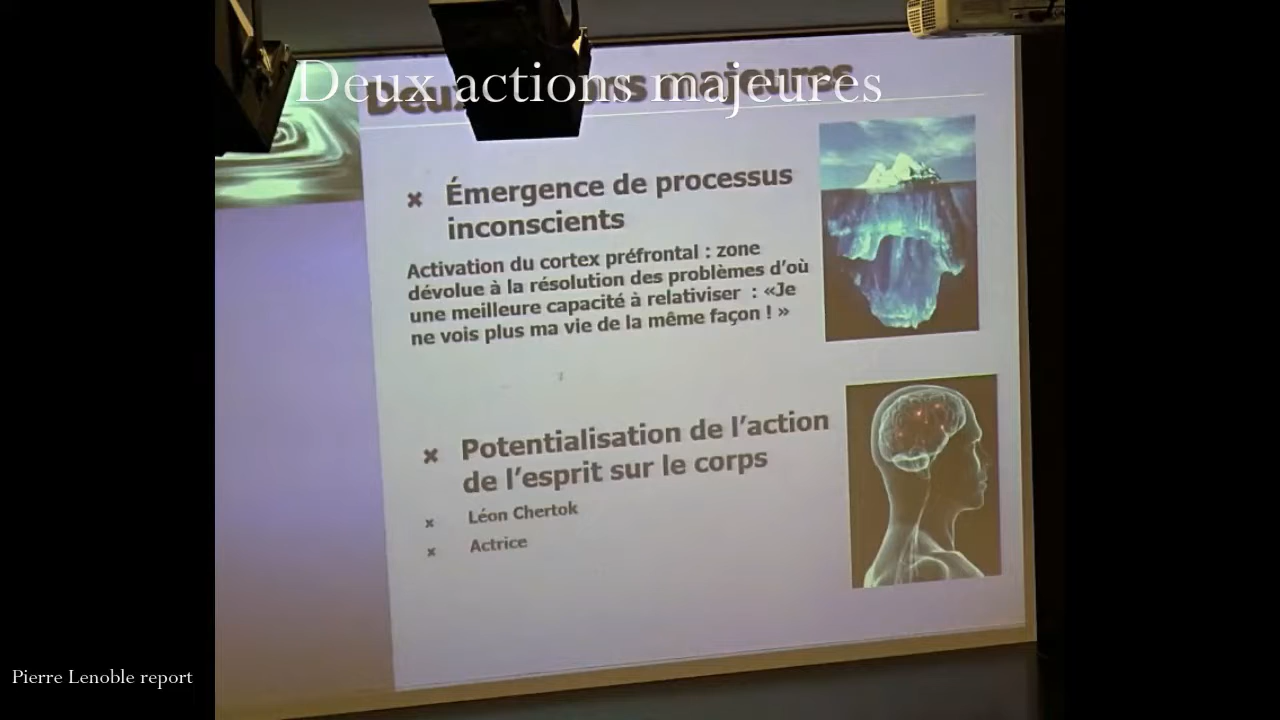 Deux actions majeures
Émergence de processus
inconscients
Activation du cortex préfrontal : zone
dévolue à la résolution des problèmes d'où
une meilleure capacité à relativiser : «Je
ne vois plus ma vie de la même façon ! »
Potentialisation de l'action
de l'esprit sur le corps
Léon Chertok
Actrice
Pierre Lenoble report